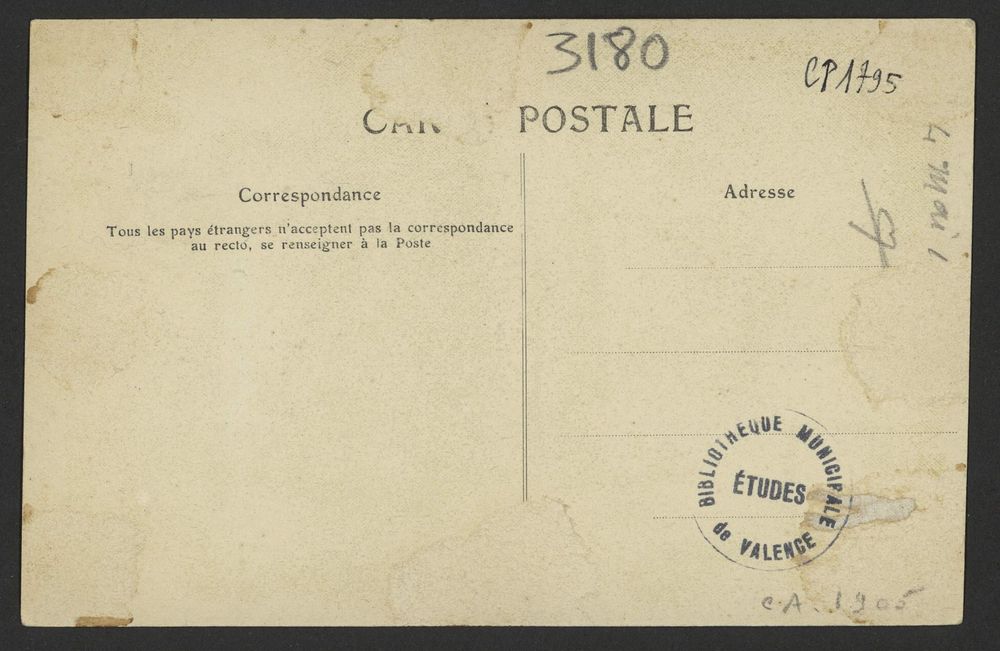 3180
CP1795
POSTALE
Correspondance
Adresse
Tous les pays étrangers n'acceptent pas la correspondance
au recto, se renseigner à la Poste
BIBLIOTHEQUE MUNICIPALE
ÉTUDES
de VALENCE
CA. 1905